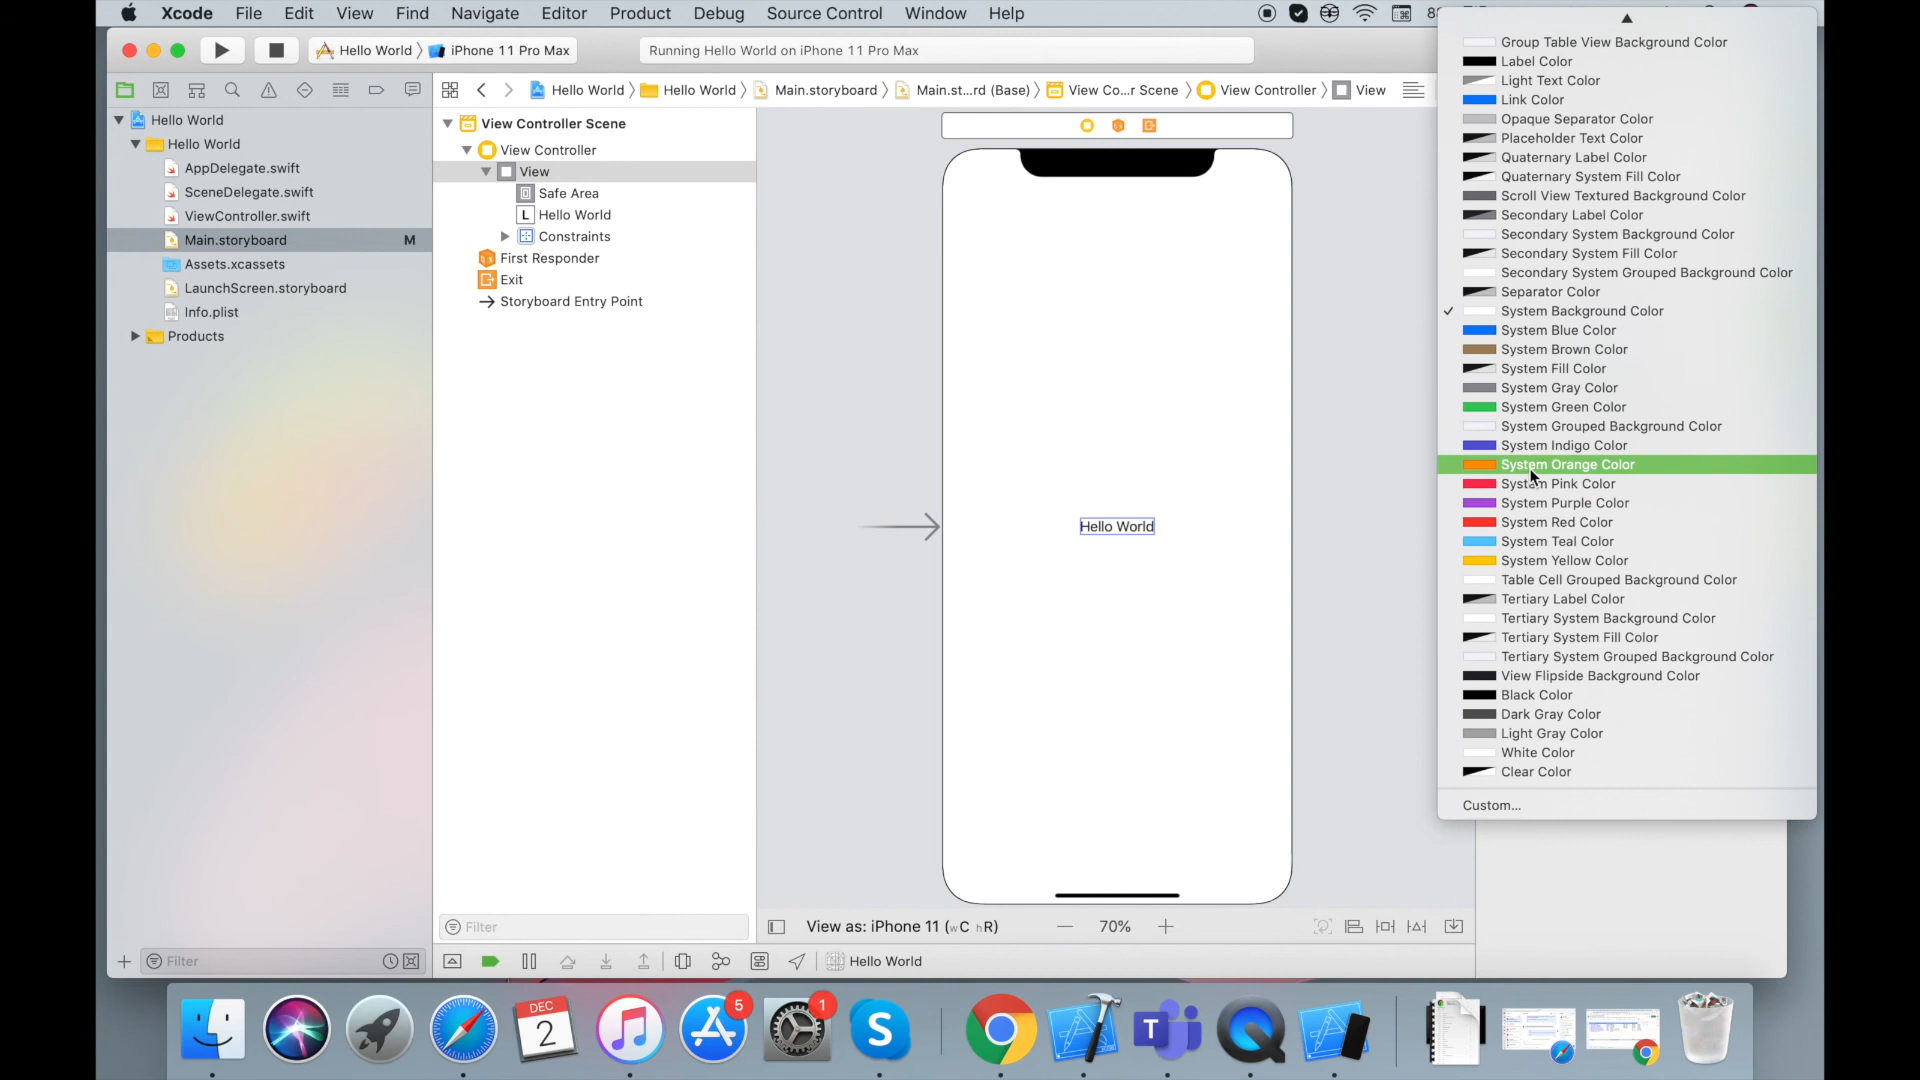 Xcode File Edit View Find Navigate Editor Product Debug Source Control Window Help
Hello World iPhone 11 Pro Max
Running Hello World on iPhone 11 Pro Max
Hello World
Hello World
AppDelegate.swift
SceneDelegate.swift
ViewController.swift
Main.storyboard M
Assets.xcassets
LaunchScreen.storyboard
Info.plist
Products
Filter
Hello World Hello World Main.storyboard Main.st...rd (Base) View Co...r Scene View Controller View
View Controller Scene
View Controller
View
Safe Area
L Hello World
Constraints
First Responder
Exit
Storyboard Entry Point
Filter
Hello World
View as: iPhone 11 (wC hR) 70%
Hello World
Group Table View Background Color
Label Color
Light Text Color
Link Color
Opaque Separator Color
Placeholder Text Color
Quaternary Label Color
Quaternary System Fill Color
Scroll View Textured Background Color
Secondary Label Color
Secondary System Background Color
Secondary System Fill Color
Secondary System Grouped Background Color
Separator Color
System Background Color
System Blue Color
System Brown Color
System Fill Color
System Gray Color
System Green Color
System Grouped Background Color
System Indigo Color
System Orange Color
System Pink Color
System Purple Color
System Red Color
System Teal Color
System Yellow Color
Table Cell Grouped Background Color
Tertiary Label Color
Tertiary System Background Color
Tertiary System Fill Color
Tertiary System Grouped Background Color
View Flipside Background Color
Black Color
Dark Gray Color
Light Gray Color
White Color
Clear Color
Custom...
DEC
2
5
1
S
T